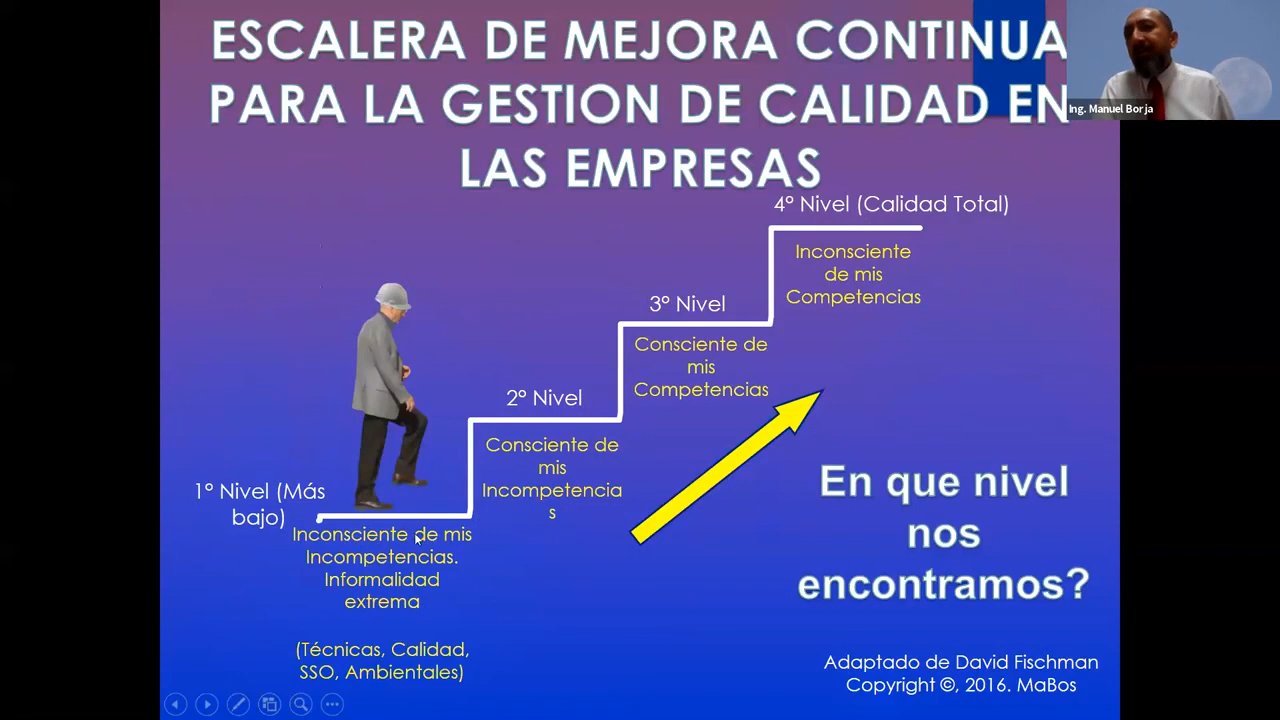 ESCALERA DE MEJORA CONTINUA
PARA LA GESTION DE CALIDAD EN
LAS EMPRESAS
Ing. Manuel Borja
4° Nivel (Calidad Total)
Inconsciente
de mis
Competencias
3° Nivel
Consciente de
mis
Competencias
2° Nivel
Consciente de
mis
Incompetencia
s
1° Nivel (Más
bajo)
Inconsciente de mis
Incompetencias.
Informalidad
extrema
(Técnicas, Calidad,
SSO, Ambientales)
En que nivel
nos
encontramos?
Adaptado de David Fischman
Copyright ©, 2016. MaBos